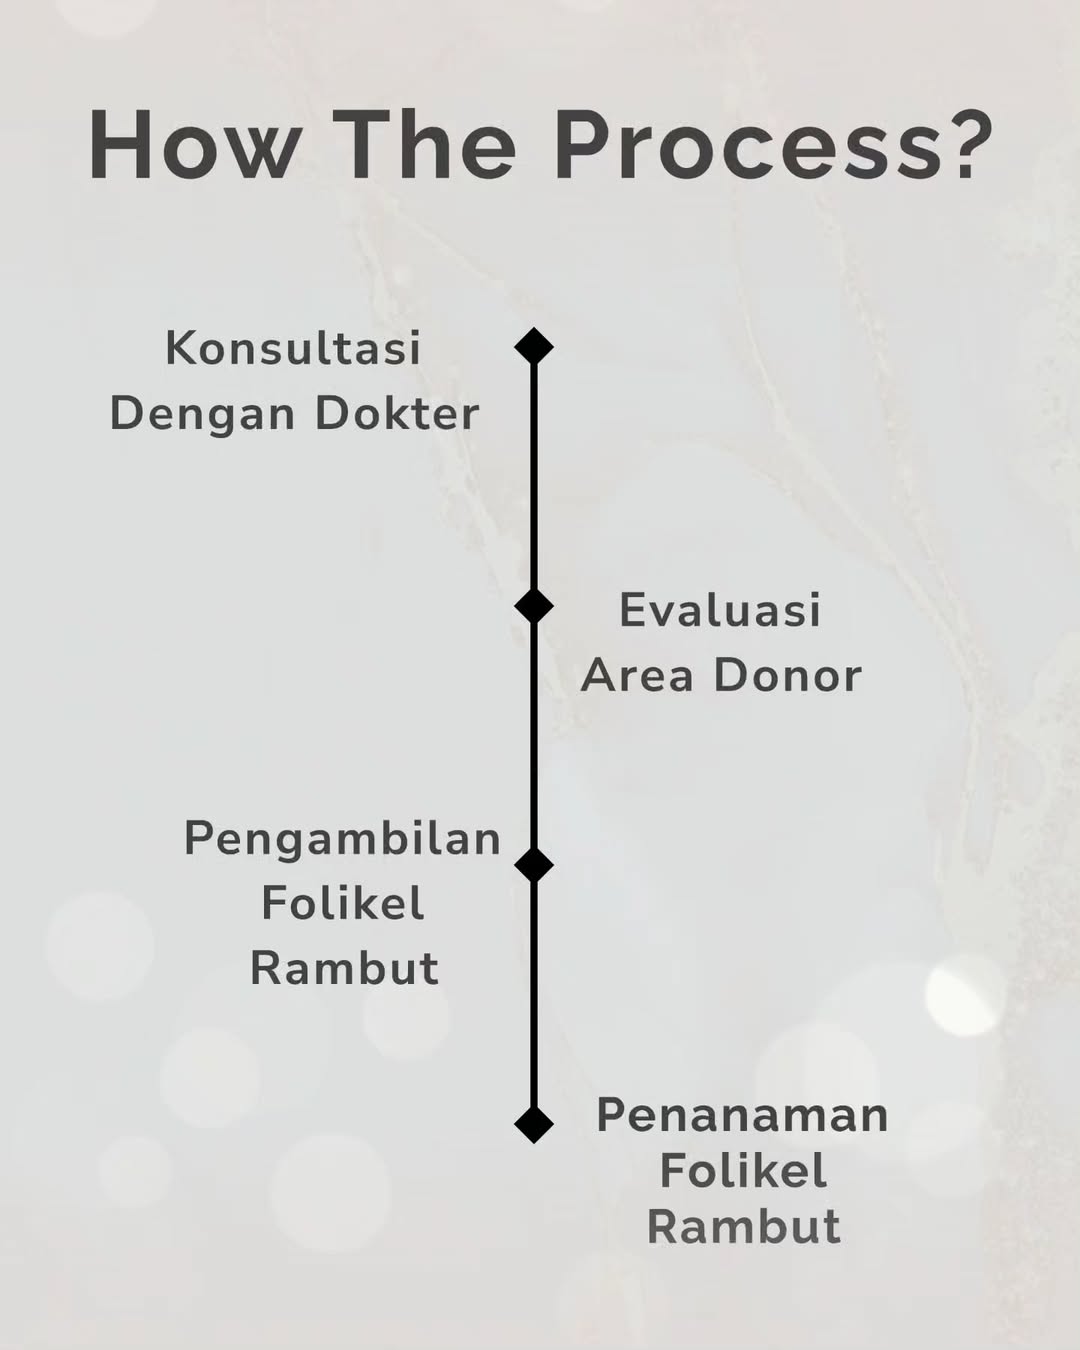 How The Process?
Konsultasi
Dengan Dokter
Evaluasi
Area Donor
Pengambilan
Folikel
Rambut
Penanaman
Folikel
Rambut